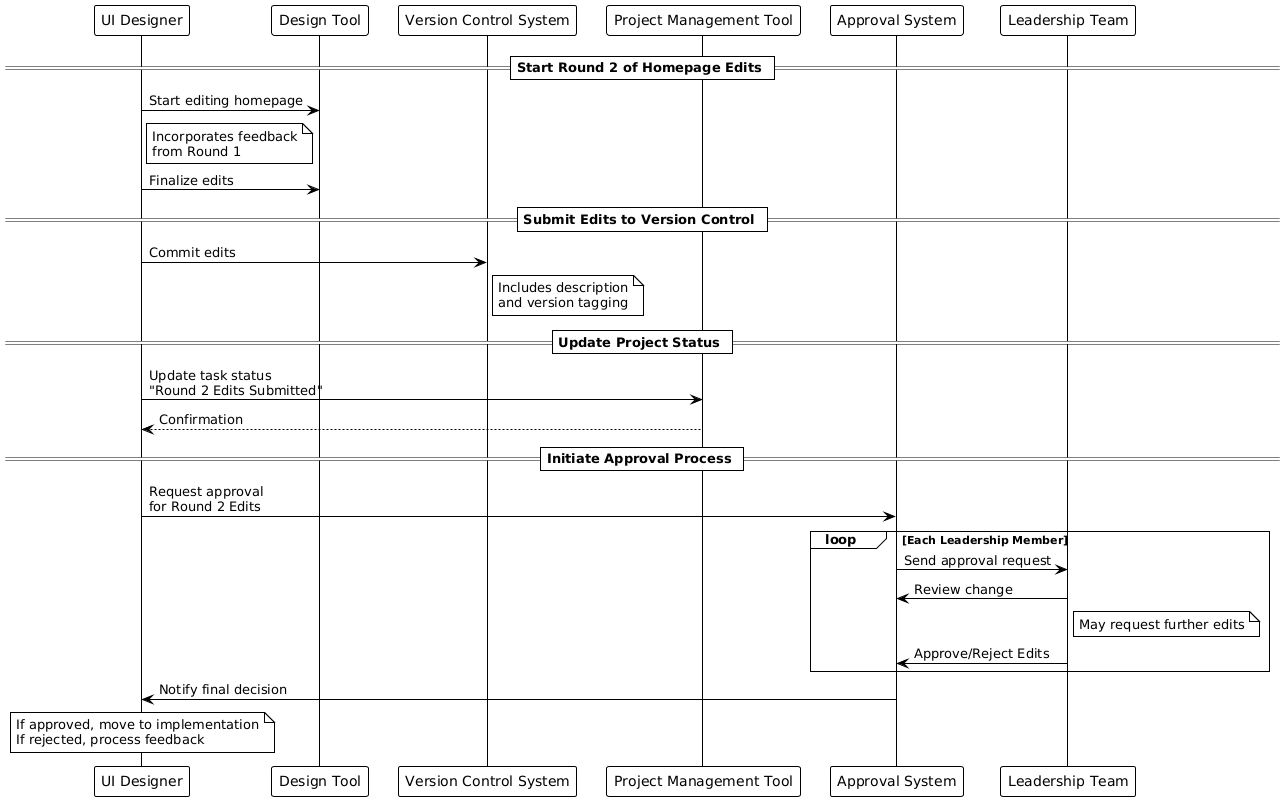 UI Designer
Design Tool
Version Control System
Project Management Tool
Approval System
Leadership Team
Start Round 2 of Homepage Edits
Start editing homepage
Incorporates feedback
from Round 1
Finalize edits
Submit Edits to Version Control
Commit edits
Includes description
and version tagging
Update Project Status
Update task status
"Round 2 Edits Submitted"
Confirmation
Initiate Approval Process
Request approval
for Round 2 Edits
loop
[Each Leadership Member]
Send approval request
Review change
May request further edits
Approve/Reject Edits
Notify final decision
If approved, move to implementation
If rejected, process feedback
UI Designer
Design Tool
Version Control System
Project Management Tool
Approval System
Leadership Team